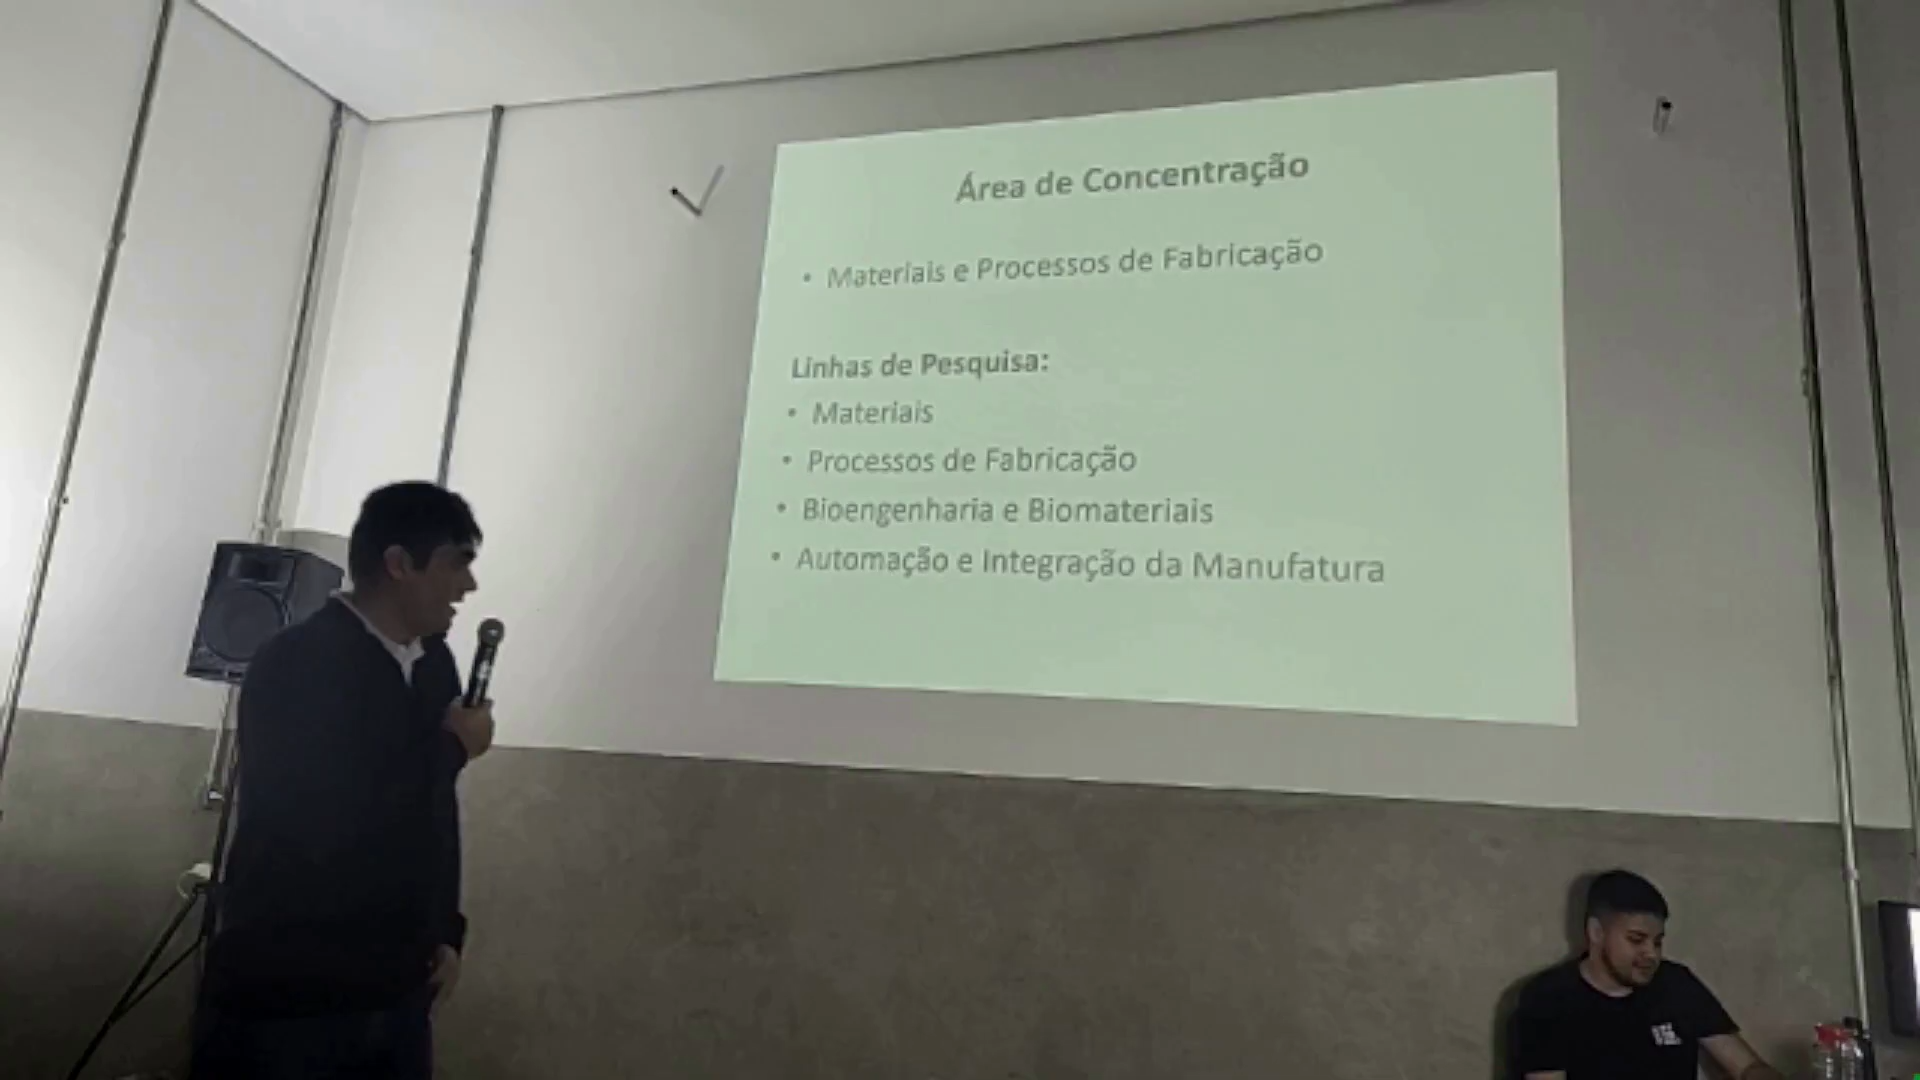 Área de Concentração
• Materiais e Processos de Fabricação
Linhas de Pesquisa:
• Materiais
• Processos de Fabricação
• Bioengenharia e Biomateriais
• Automação e Integração da Manufatura